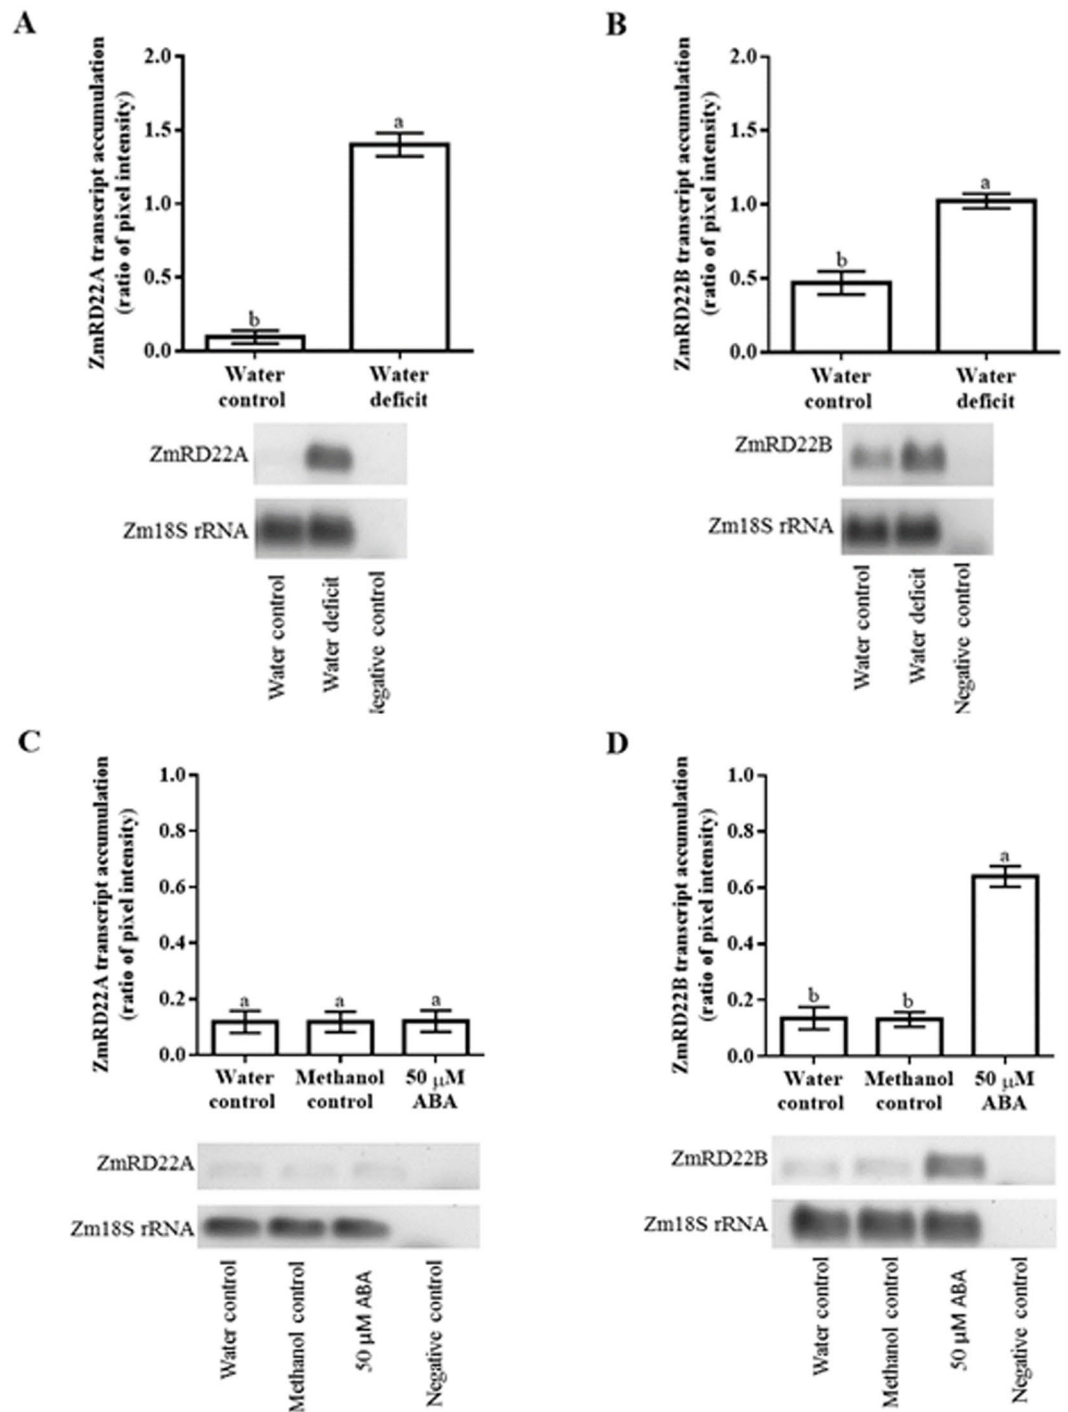 A
ZmRD22A transcript accumulation
(ratio of pixel intensity)
2.0
1.5
1.0
0.5
0.0
b
a
Water
control
Water
deficit
ZmRD22A
Zm18S rRNA
Water control
Water deficit
legative control
B
ZmRD22B transcript accumulation
(ratio of pixel intensity)
2.0
1.5
1.0
0.5
0.0
b
a
Water
control
Water
deficit
ZmRD22B
Zm18S rRNA
Water control
Water deficit
Negative control
C
ZmRD22A transcript accumulation
(ratio of pixel intensity)
1.0
0.8
0.6
0.4
0.2
0.0
a
a
a
Water
control
Methanol
control
50 µM
ABA
ZmRD22A
Zm18S rRNA
Water control
Methanol control
50 µM ABA
Negative control
D
ZmRD22B transcript accumulation
(ratio of pixel intensity)
1.0
0.8
0.6
0.4
0.2
0.0
b
b
a
Water
control
Methanol
control
50 µM
ABA
ZmRD22B
Zm18S rRNA
Water control
Methanol control
50 µM ABA
Negative control